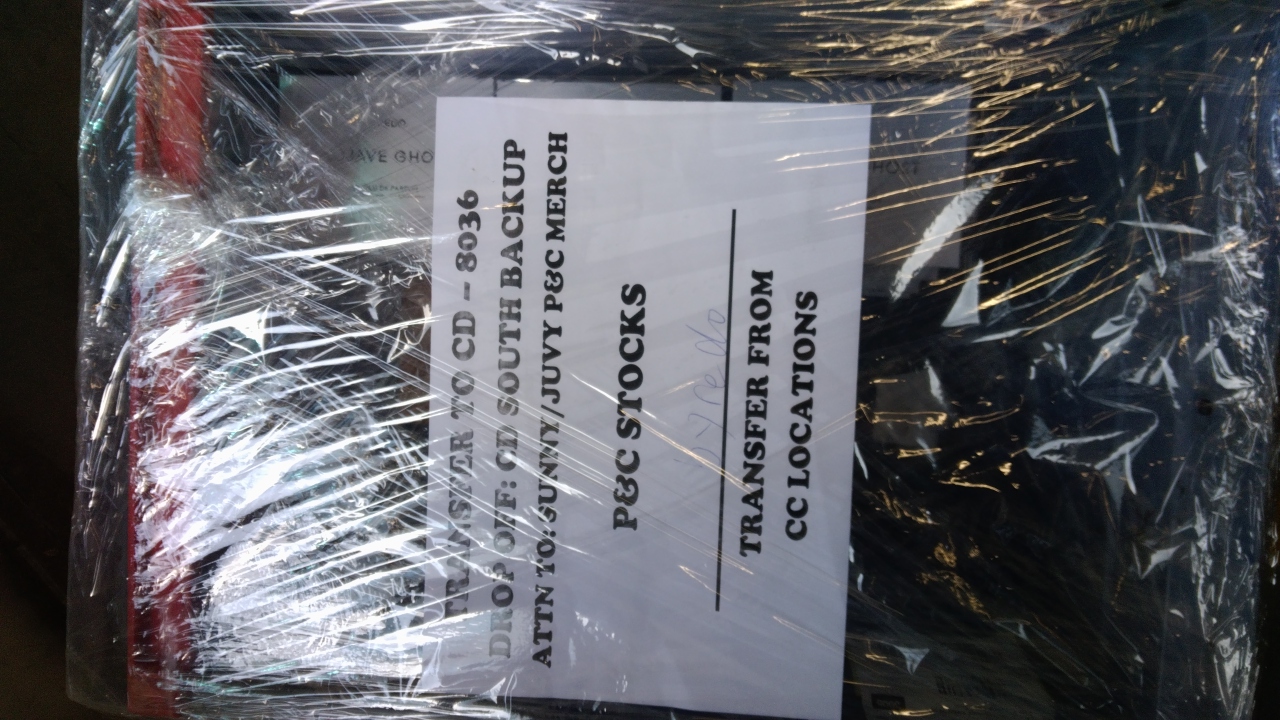 TRANSFER TO CD - 8036
DROP OFF: CD SOUTH BACKUP
ATTN TO: SUNNY/JUVY P&C MERCH
P&C STOCKS
TRANSFER FROM
CC LOCATIONS